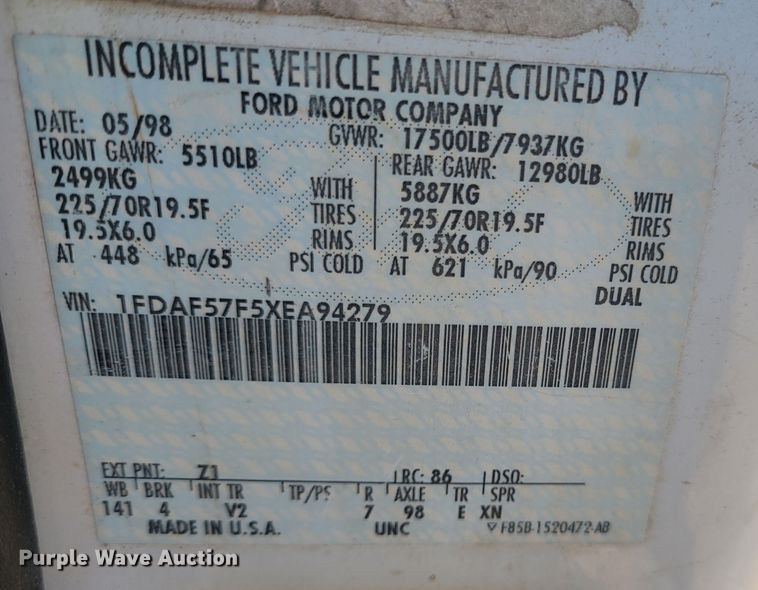 INCOMPLETE VEHICLE MANUFACTURED BY
FORD MOTOR COMPANY
DATE: 05/98 GVWR: 17500LB/7937KG
FRONT GAWR: 5510LB REAR GAWR: 12980LB
2499KG WITH 5887KG WITH
225/70R19.5F TIRES 225/70R19.5F TIRES
19.5X6.0 RIMS 19.5X6.0 RIMS
AT 448 kPa/65 PSI COLD AT 621 kPa/90 PSI COLD
DUAL
VIN: 1FDAF57F5XEA94279
EXT PNT: Z1 RC: 86 DSO:
WB BRK INT TR TP/PS R AXLE TR SPR
141 4 V2 7 98 E XN
MADE IN U.S.A. UNC F85B-1520472-AB
Purple Wave Auction